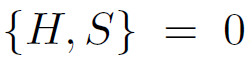 {H, S} = 0